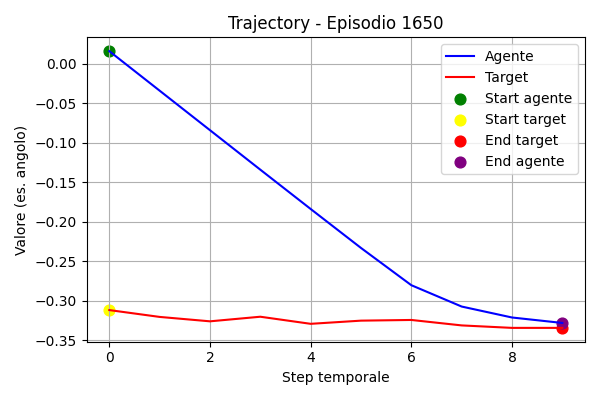 Trajectory - Episodio 1650
Valore (es. angolo)
0.00
−0.05
−0.10
−0.15
−0.20
−0.25
−0.30
−0.35
Agente
Target
Start agente
Start target
End target
End agente
0 2 4 6 8
Step temporale